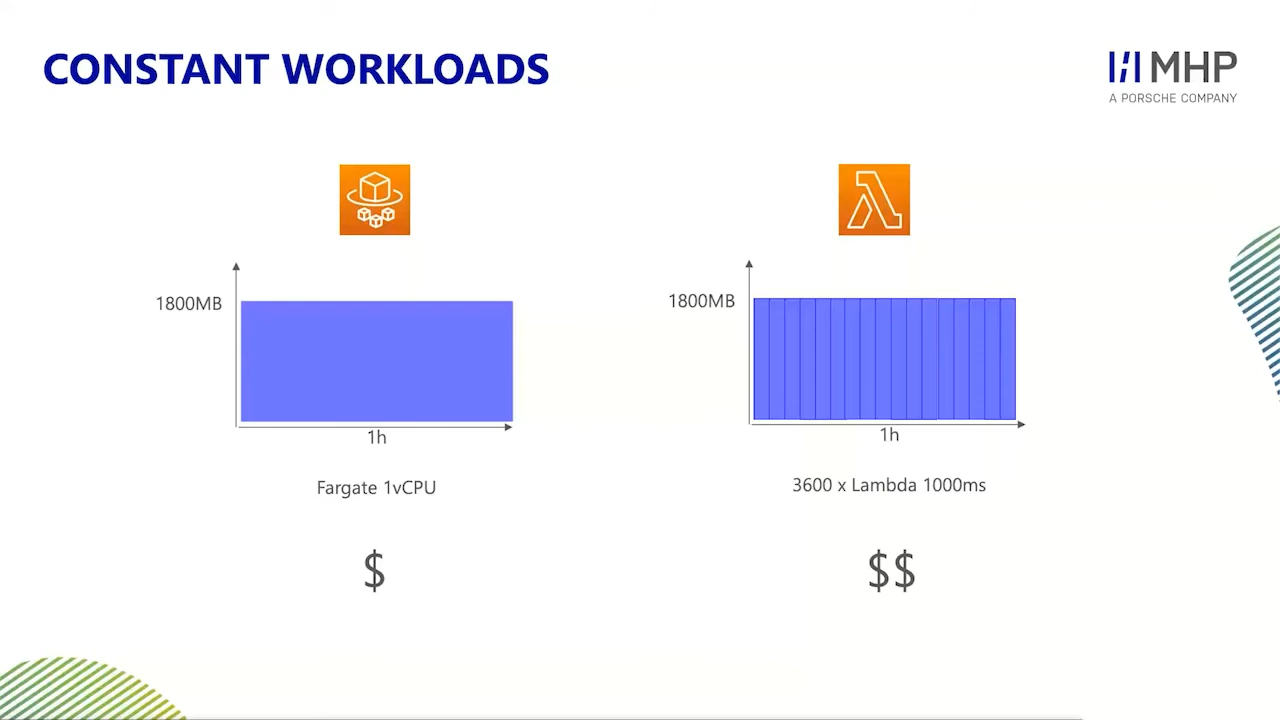 CONSTANT WORKLOADS
MHP
A PORSCHE COMPANY
1800MB
1h
Fargate 1vCPU
$
1800MB
1h
3600 x Lambda 1000ms
$$